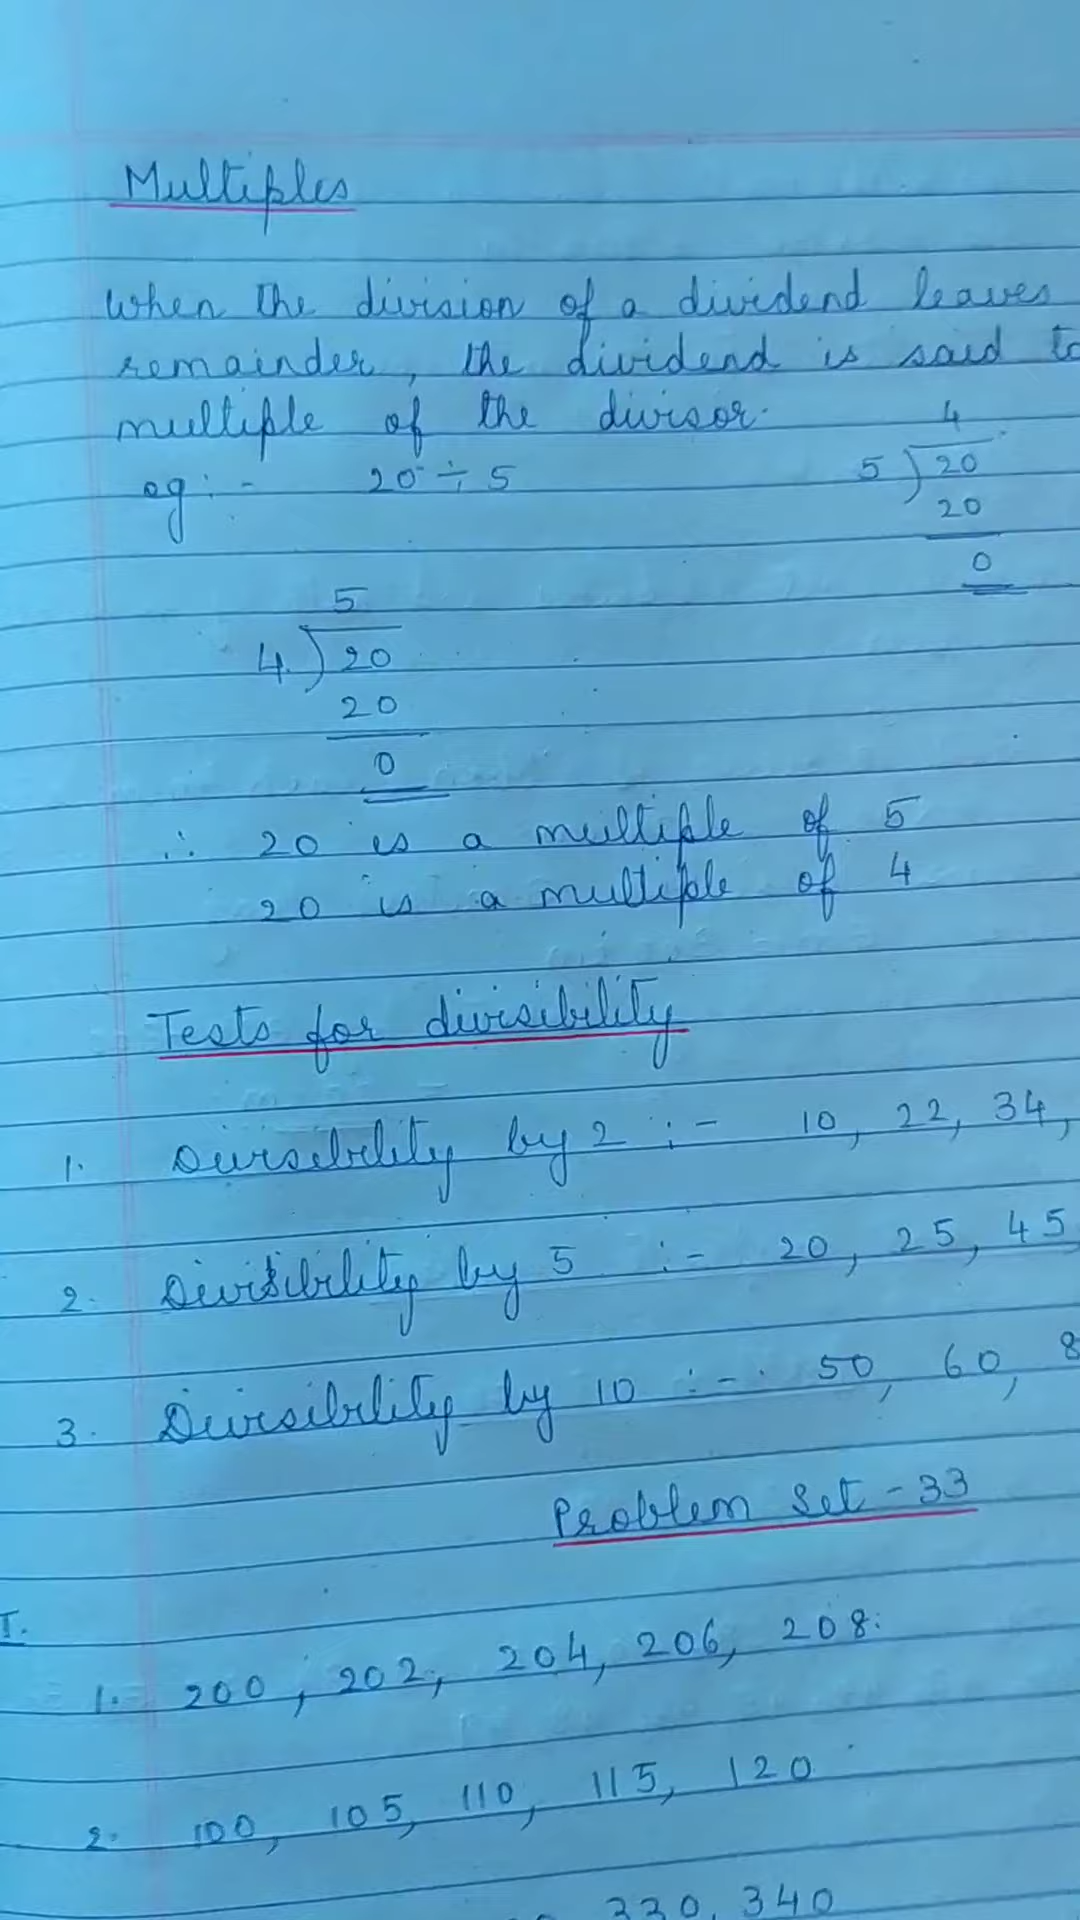 Multiples
When the division of a dividend leaves
remainder, the dividend is said to
multiple of the divisor.
eg :- 20 ÷ 5
4
5 ) 20
20
0
5
4 ) 20
20
0
∴ 20 is a multiple of 5
20 is a multiple of 4
Tests for divisibility
1. Divisibility by 2 :- 10, 22, 34,
2. Divisibility by 5 :- 20, 25, 45
3. Divisibility by 10 :- 50, 60, 8
Problem Set - 33
I.
1. 200, 202, 204, 206, 208.
2. 100, 105, 110, 115, 120
330, 340